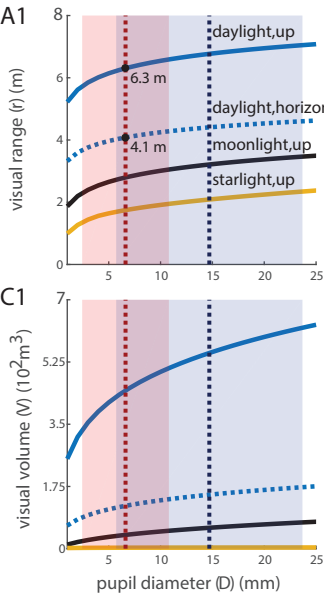 A1
visual range (r) (m)
8
6
4
2
0
daylight,up
6.3 m
daylight,horizon
4.1 m
moonlight,up
starlight,up
5
10
15
20
25
C1
visual volume (V) (10²m³)
7
5.25
3.5
1.75
0
5
10
15
20
25
pupil diameter (D) (mm)